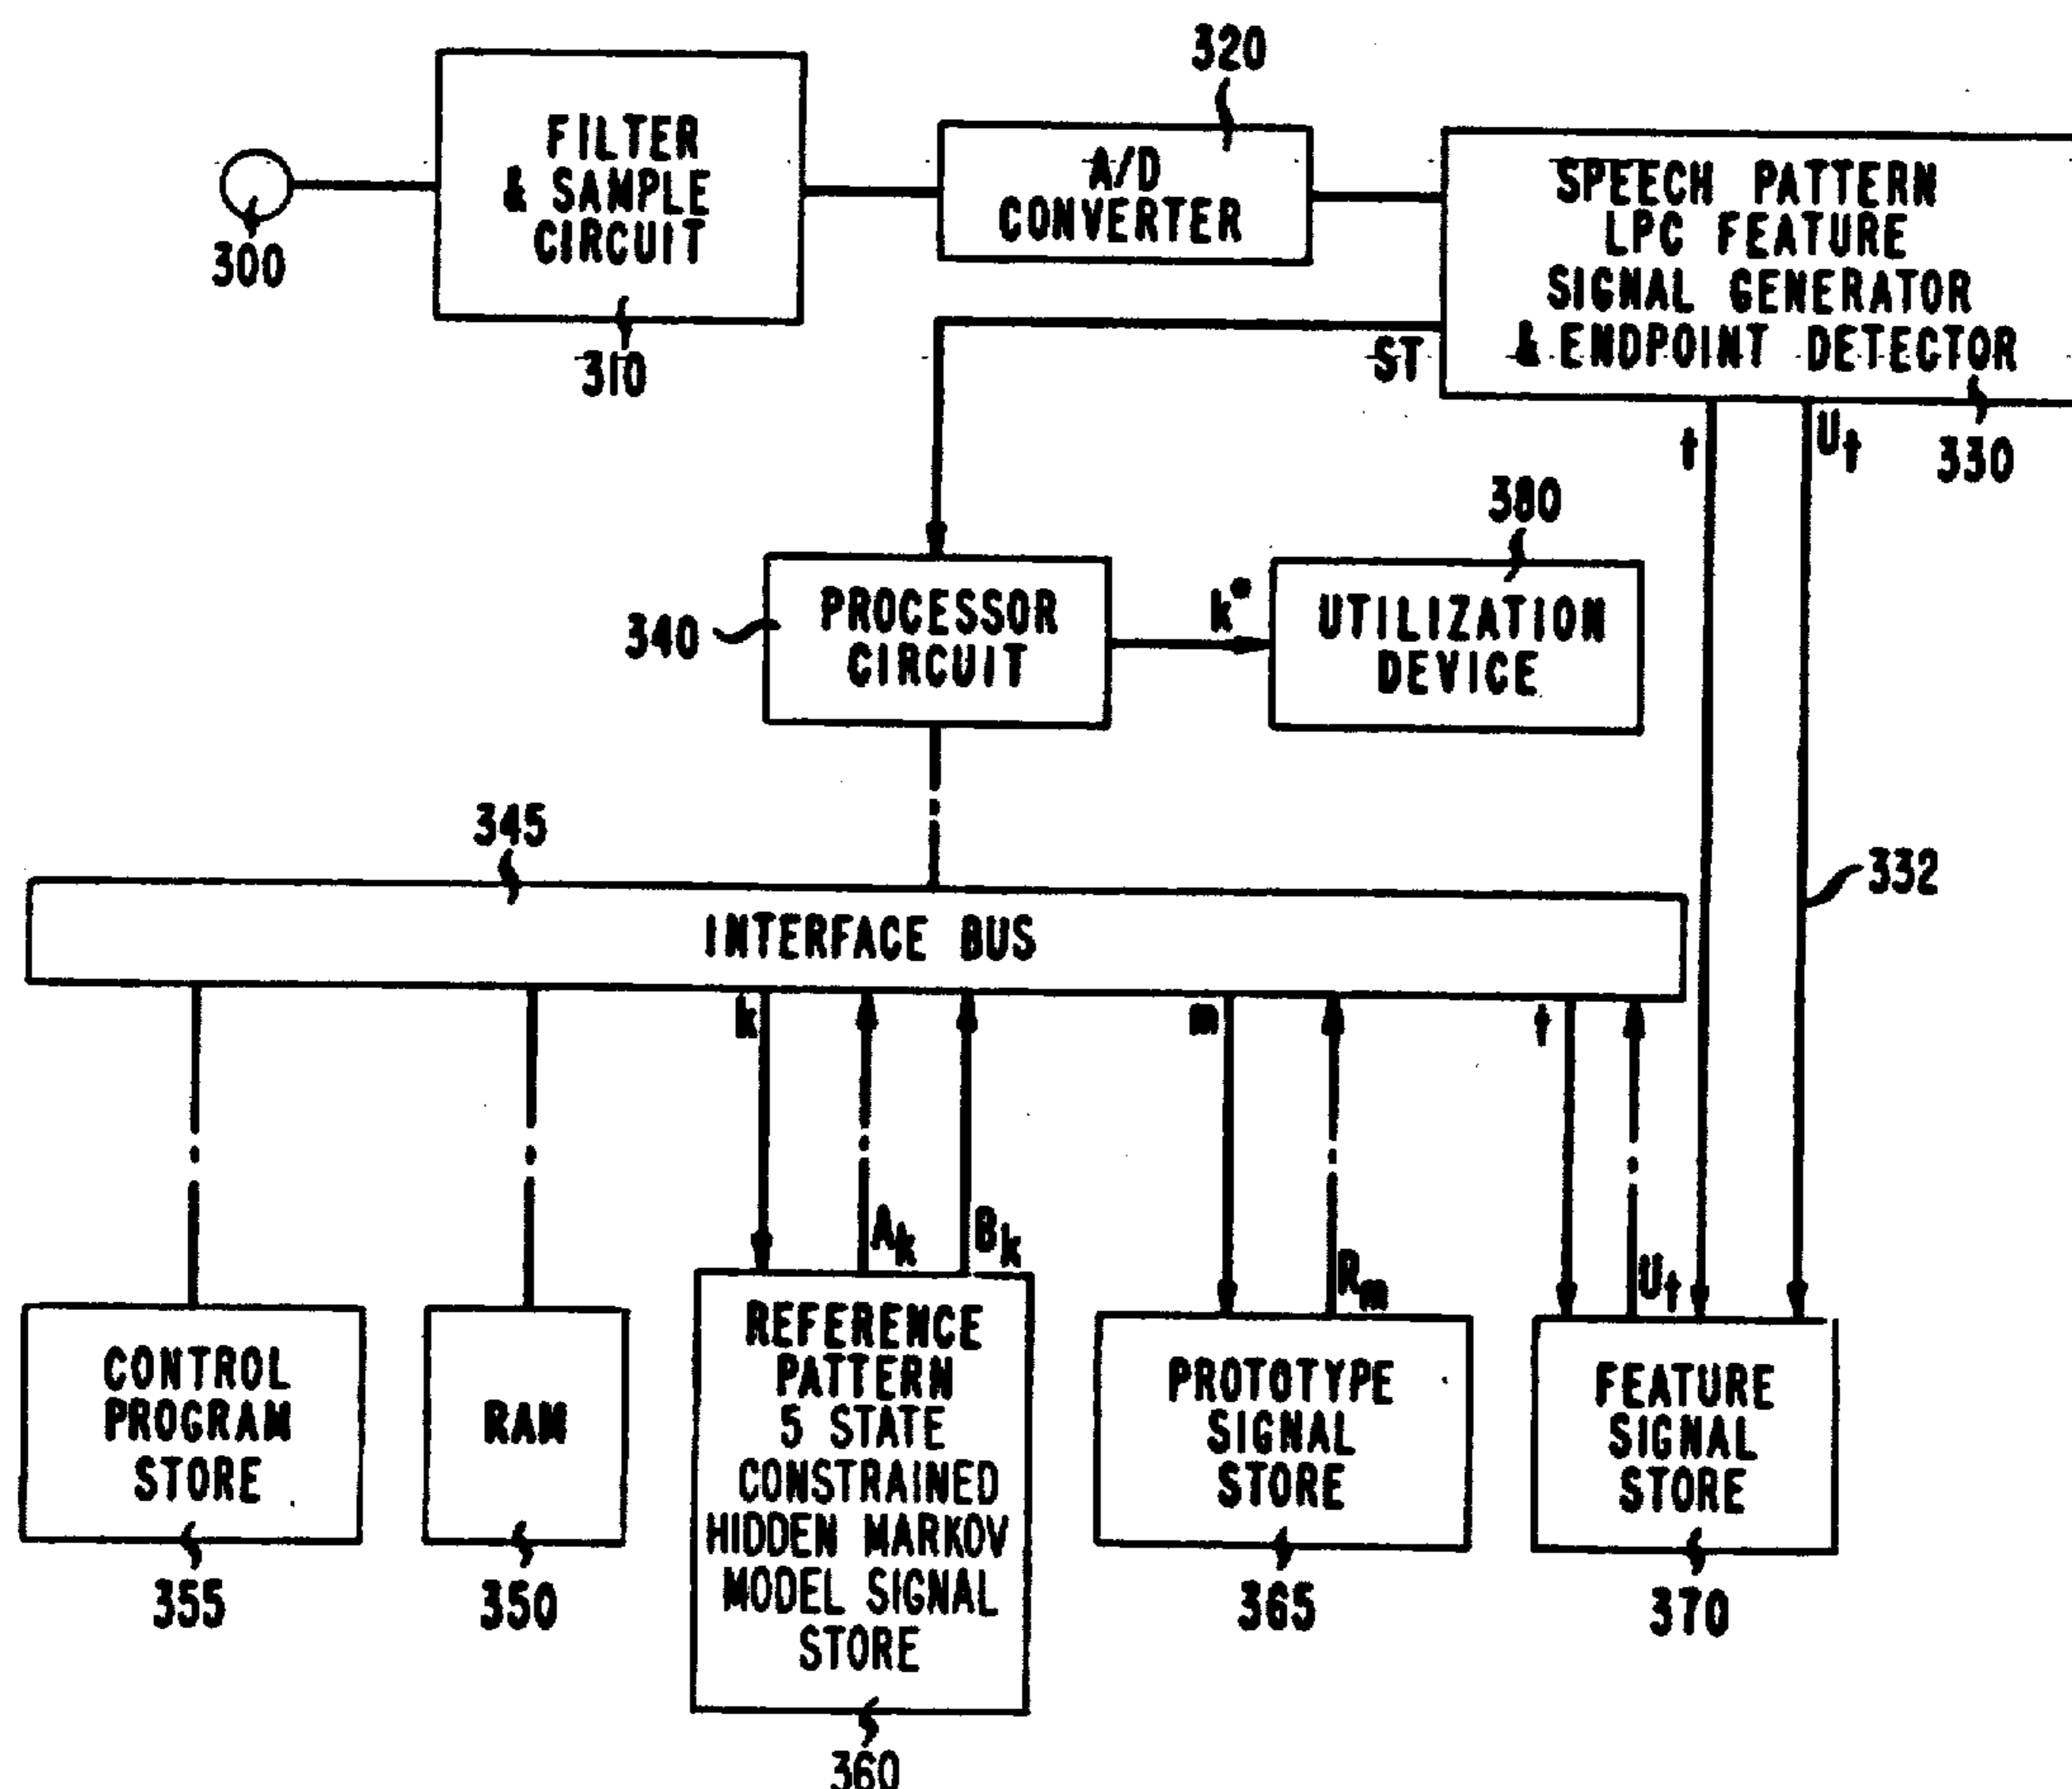 320
FILTER
& SAMPLE
CIRCUIT
A/D
CONVERTER
SPEECH PATTERN
LPC FEATURE
SIGNAL GENERATOR
& ENDPOINT DETECTOR
300
310
ST
t
Ut
330
380
340
PROCESSOR
CIRCUIT
k*
UTILIZATION
DEVICE
345
332
INTERFACE BUS
k
m
t
Ak
Bk
Rm
Ut
CONTROL
PROGRAM
STORE
RAM
REFERENCE
PATTERN
5 STATE
CONSTRAINED
HIDDEN MARKOV
MODEL SIGNAL
STORE
PROTOTYPE
SIGNAL
STORE
FEATURE
SIGNAL
STORE
355
350
360
365
370